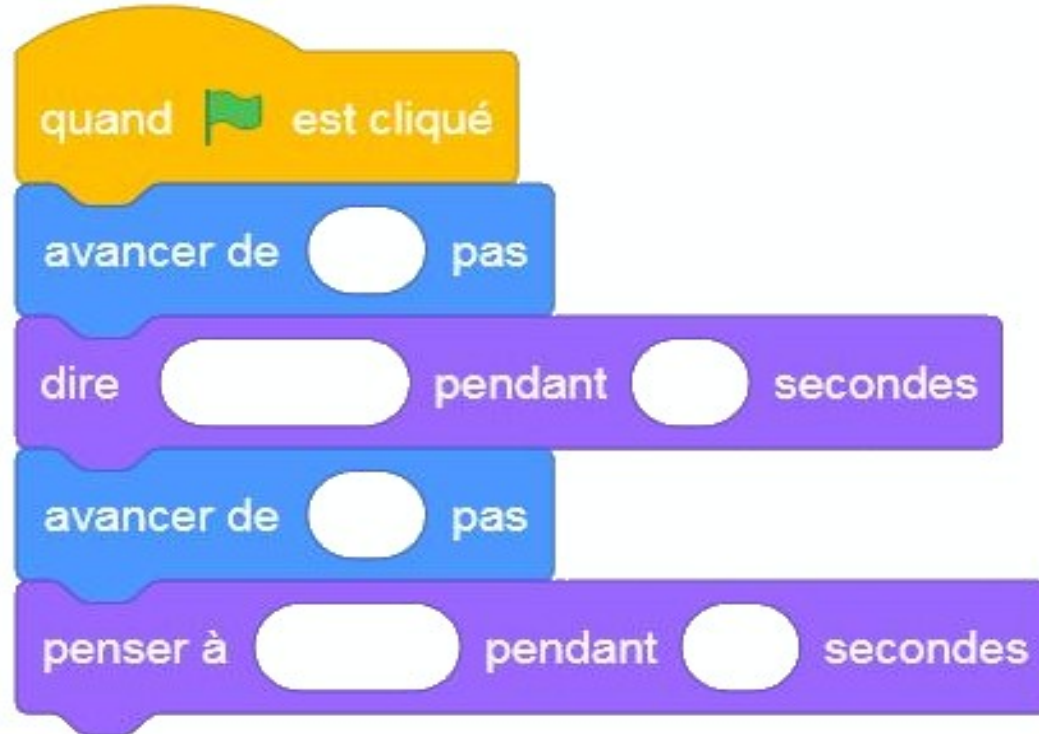 quand est cliqué
avancer de pas
dire pendant secondes
avancer de pas
penser à pendant secondes